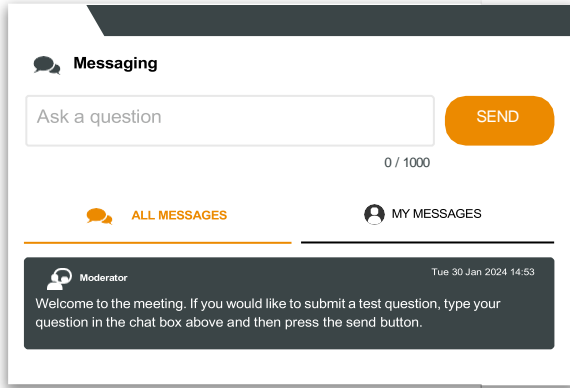 Messaging
Ask a question
SEND
0 / 1000
ALL MESSAGES
MY MESSAGES
Moderator
Tue 30 Jan 2024 14:53
Welcome to the meeting. If you would like to submit a test question, type your
question in the chat box above and then press the send button.